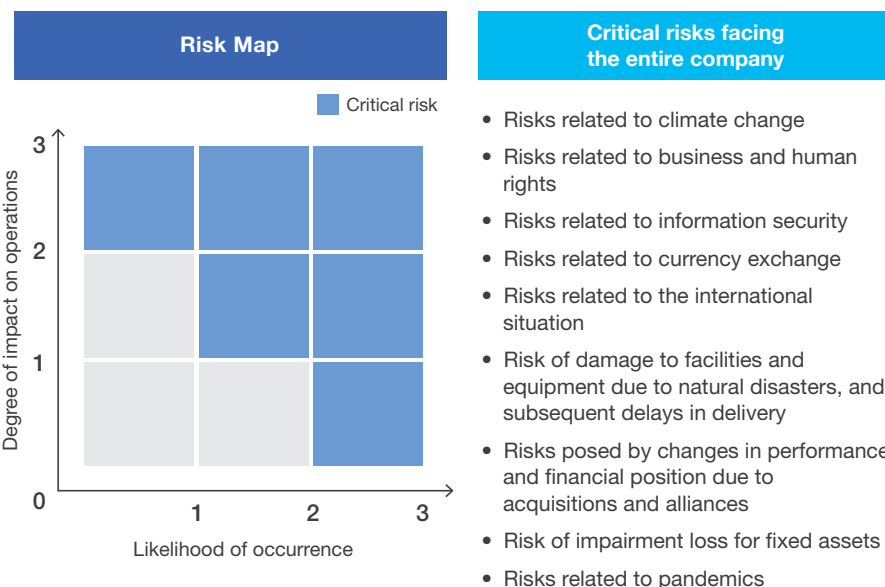 Risk Map
Critical risk
3
2
1
0
1
2
3
Degree of impact on operations
Likelihood of occurrence
Critical risks facing
the entire company
• Risks related to climate change
• Risks related to business and human
rights
• Risks related to information security
• Risks related to currency exchange
• Risks related to the international
situation
• Risk of damage to facilities and
equipment due to natural disasters, and
subsequent delays in delivery
• Risks posed by changes in performance
and financial position due to
acquisitions and alliances
• Risk of impairment loss for fixed assets
• Risks related to pandemics